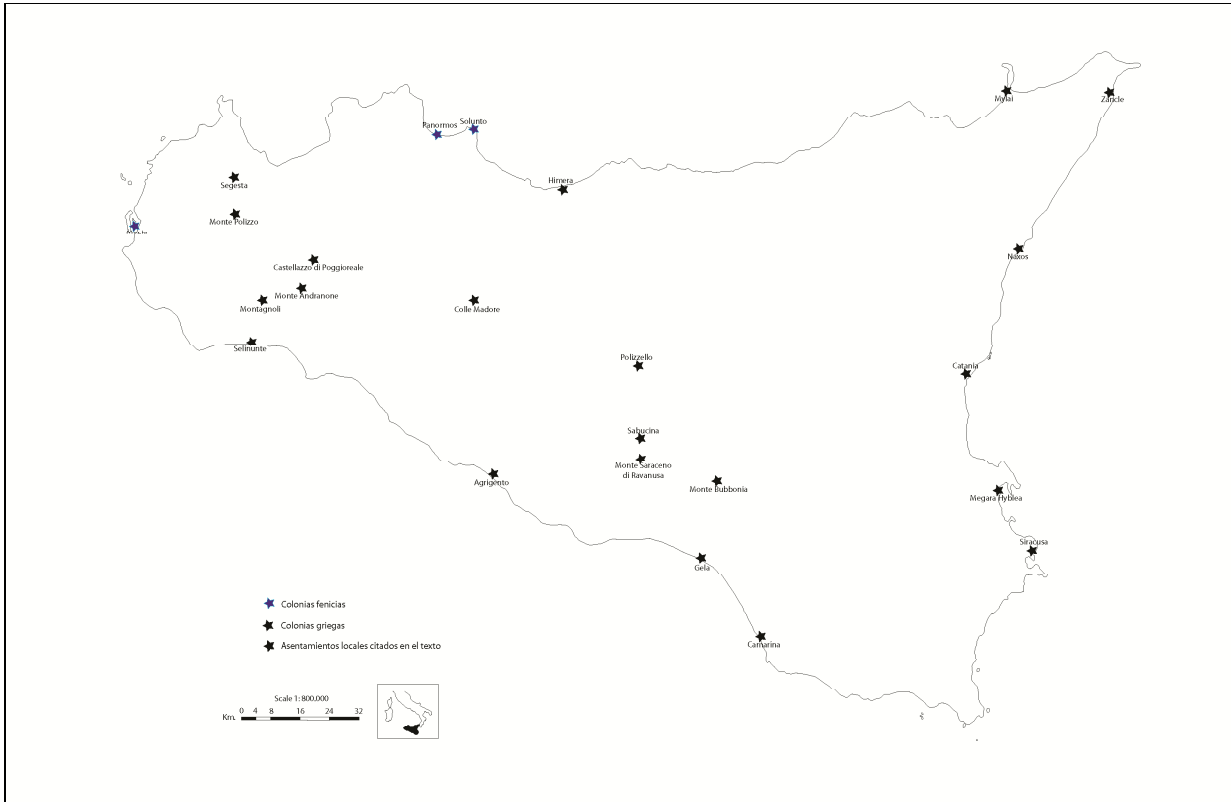 Mylai
Zancle
Panormos
Solunto
Himera
Segesta
Monte Polizzo
Naxos
Castellazzo di Poggioreale
Monte Andranone
Montagnoli
Colle Madore
Selinunte
Polizzello
Catania
Sabucina
Monte Saraceno
di Ravanusa
Agrigento
Monte Bubbonia
Megara Hyblea
Siracusa
Gela
Camarina
Colonias fenicias
Colonias griegas
Asentamientos locales citados en el texto
Scale 1: 800,000
Km. 0 4 8 16 24 32